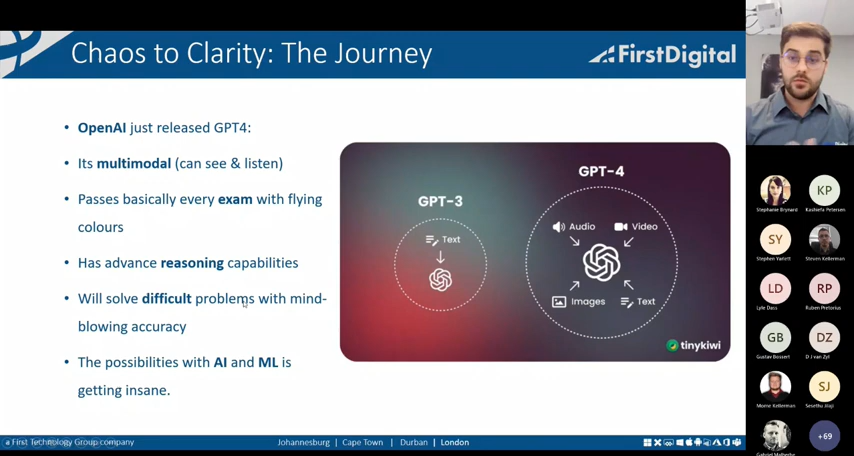 Chaos to Clarity: The Journey
FirstDigital
• OpenAI just released GPT4:
• Its multimodal (can see & listen)
• Passes basically every exam with flying
colours
• Has advance reasoning capabilities
• Will solve difficult problems with mind-
blowing accuracy
• The possibilities with AI and ML is
getting insane.
GPT-3
Text
GPT-4
Audio
Video
Images
Text
tinykiwi
a First Technology Group company
Johannesburg | Cape Town | Durban | London
Stephanie Brynard
KP
Kashiefa Petersen
SY
Stephen Yarrett
Steven Kellerman
LD
Lyle Dass
RP
Ruben Pretorius
GB
Gustav Bossert
DZ
D.J van Zyl
Morne Kellerman
SJ
Sesethu Jilaji
Gabriel Malherbe
+69